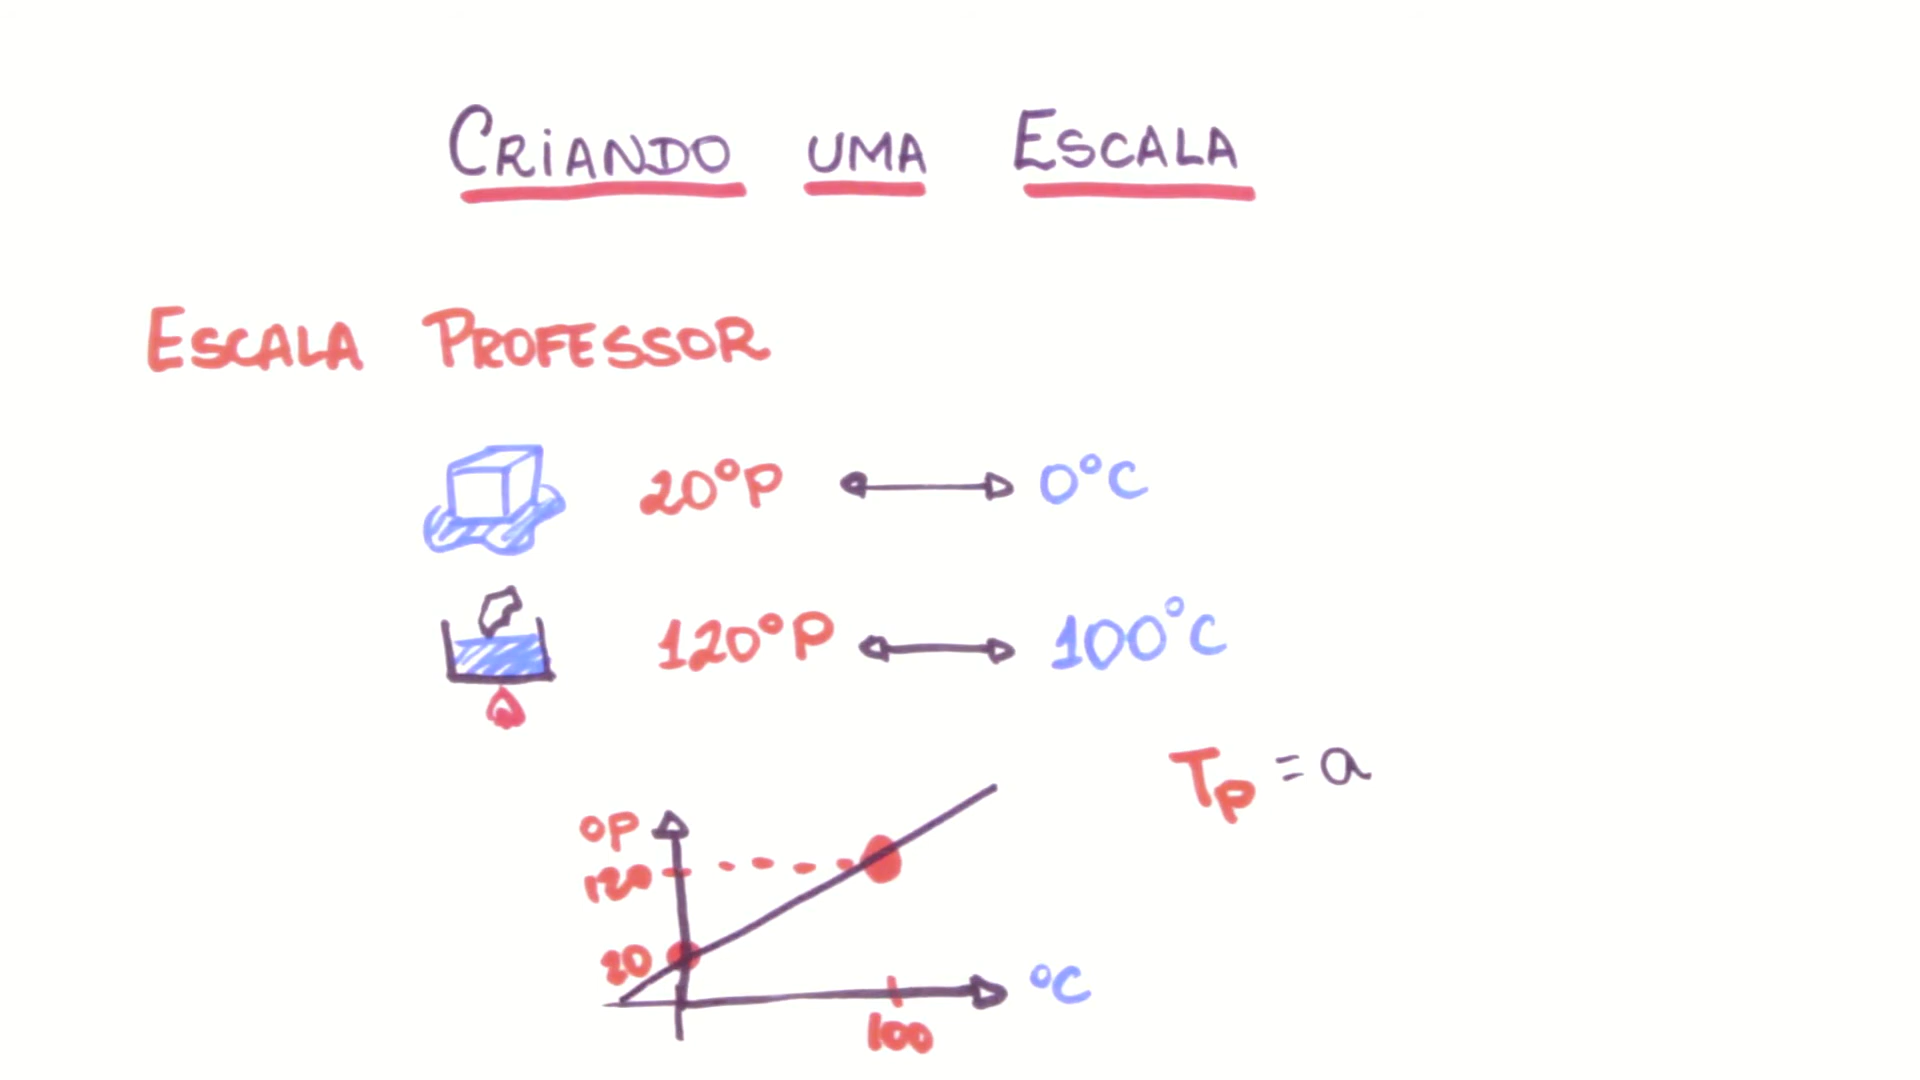 CRIANDO UMA ESCALA
ESCALA PROFESSOR
20°P 0°C
120°P 100°C
Tp = a
°P
120
20
°C
100